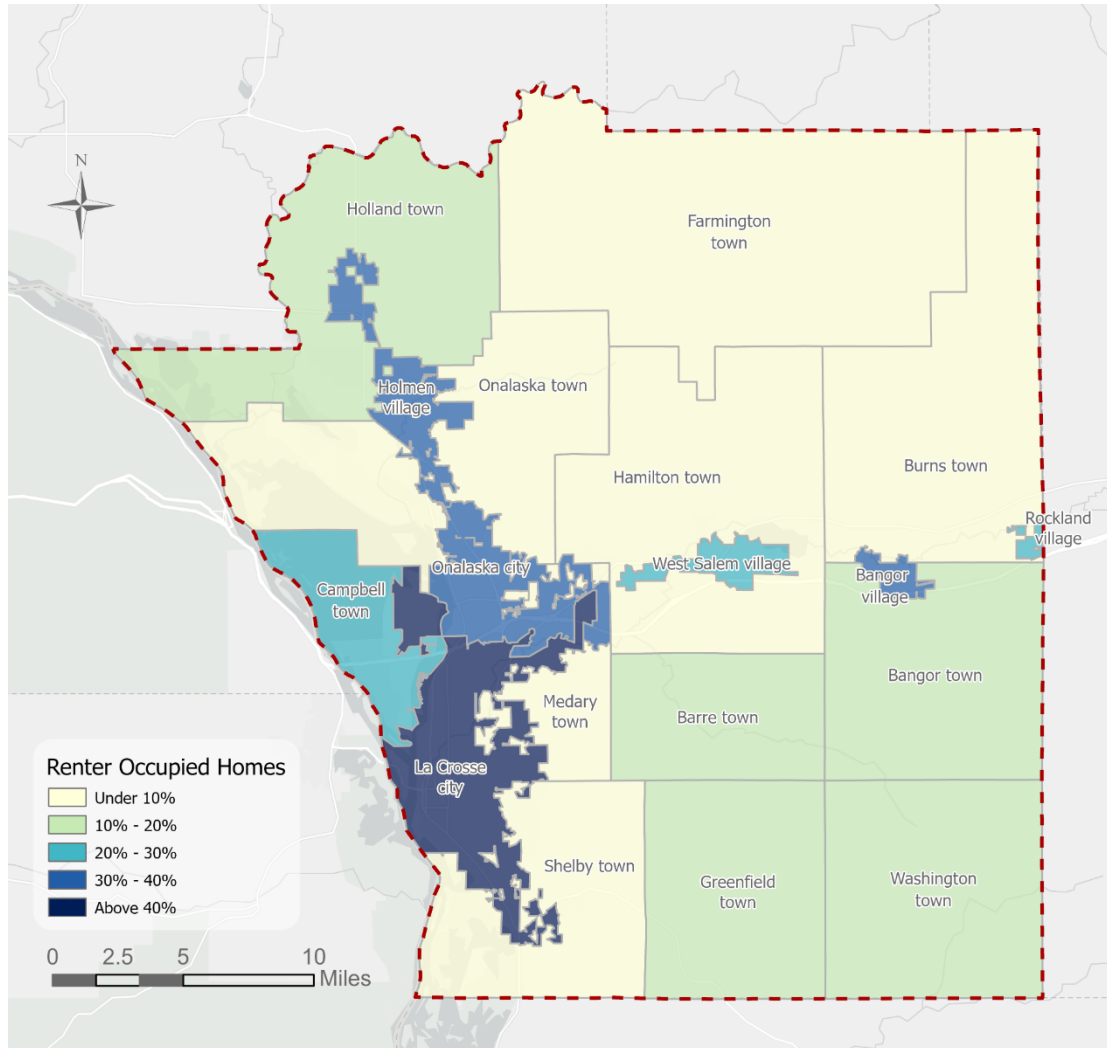 N
Holland town
Farmington
town
Holmen
village
Onalaska town
Hamilton town
Burns town
Rockland
village
West Salem village
Bangor
village
Onalaska city
Campbell
town
Bangor town
Medary
town
Barre town
La Crosse
city
Shelby town
Greenfield
town
Washington
town
Renter Occupied Homes
Under 10%
10% - 20%
20% - 30%
30% - 40%
Above 40%
0 2.5 5 10
Miles